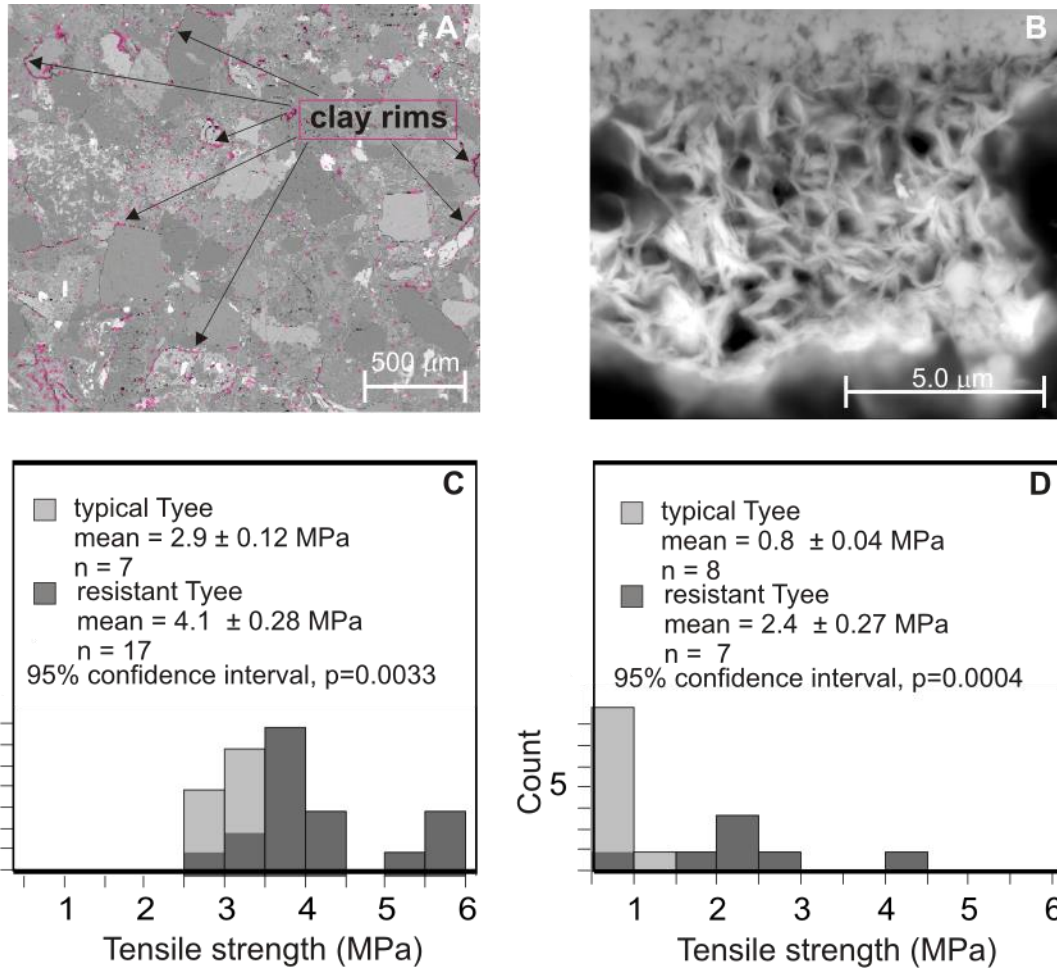 A
clay rims
500 μm
B
5.0 μm
C
typical Tyee
mean = 2.9 ± 0.12 MPa
n = 7
resistant Tyee
mean = 4.1 ± 0.28 MPa
n = 17
95% confidence interval, p=0.0033
1 2 3 4 5 6
Tensile strength (MPa)
D
typical Tyee
mean = 0.8 ± 0.04 MPa
n = 8
resistant Tyee
mean = 2.4 ± 0.27 MPa
n = 7
95% confidence interval, p=0.0004
Count
5
1 2 3 4 5 6
Tensile strength (MPa)